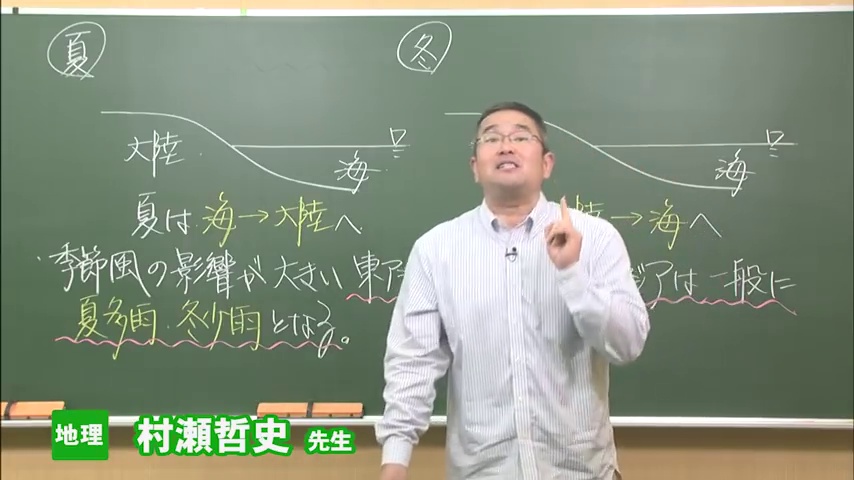 夏
冬
大陸
海
海
夏は 海→大陸へ
陸→海へ
・季節風の影響が大きい 東ア
ジアは一般に
夏多雨・冬少雨となる。
地理 村瀬哲史 先生